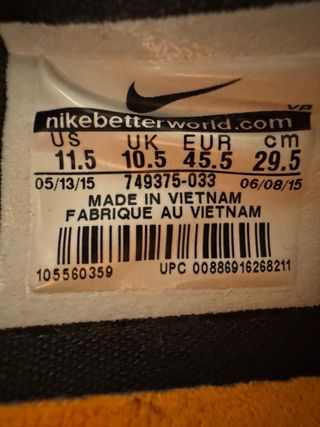 VP
nikebetterworld.com
US UK EUR cm
11.5 10.5 45.5 29.5
05/13/15 749375-033 06/08/15
MADE IN VIETNAM
FABRIQUE AU VIETNAM
105560359 UPC 00886916268211